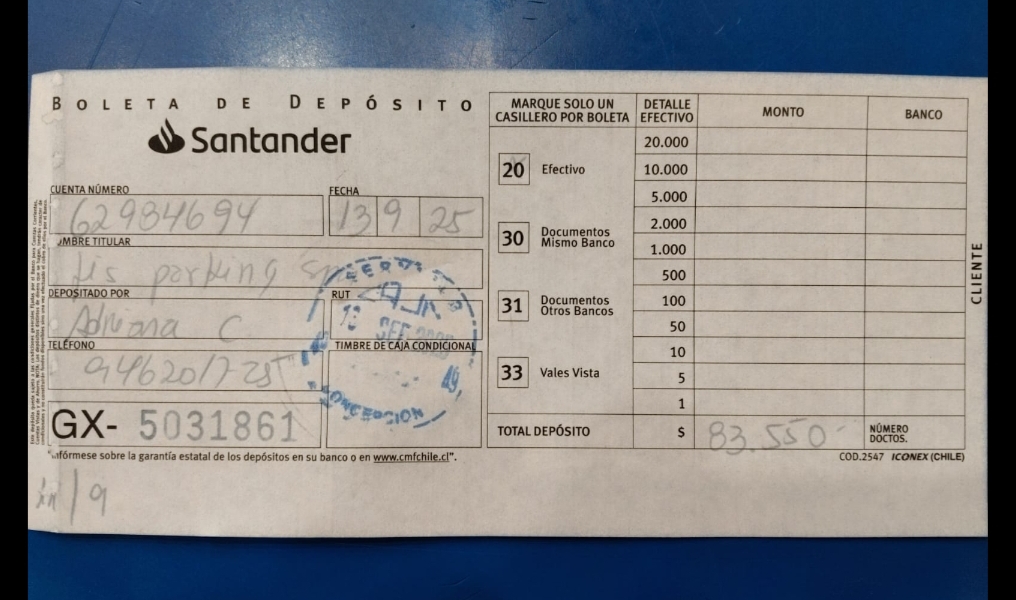 BOLETA DE DEPÓSITO
Santander
CUENTA NÚMERO
62984694
FECHA
13 9 25
OMBRE TITULAR
parking
DEPOSITADO POR
Adriana C
RUT
TELÉFONO
TIMBRE DE CAJA CONDICIONAL
CAJA
SEP
CONCEPCION
GX- 5031861
MARQUE SOLO UN
CASILLERO POR BOLETA
20 Efectivo
30 Documentos
Mismo Banco
31 Documentos
Otros Bancos
33 Vales Vista
DETALLE
EFECTIVO
MONTO
BANCO
20.000
10.000
5.000
2.000
1.000
500
100
50
10
5
1
TOTAL DEPÓSITO $ 83.550
NÚMERO
DOCTOS.
CLIENTE
fórmese sobre la garantía estatal de los depósitos en su banco o en www.cmfchile.cl".
COD.2547 ICONEX (CHILE)